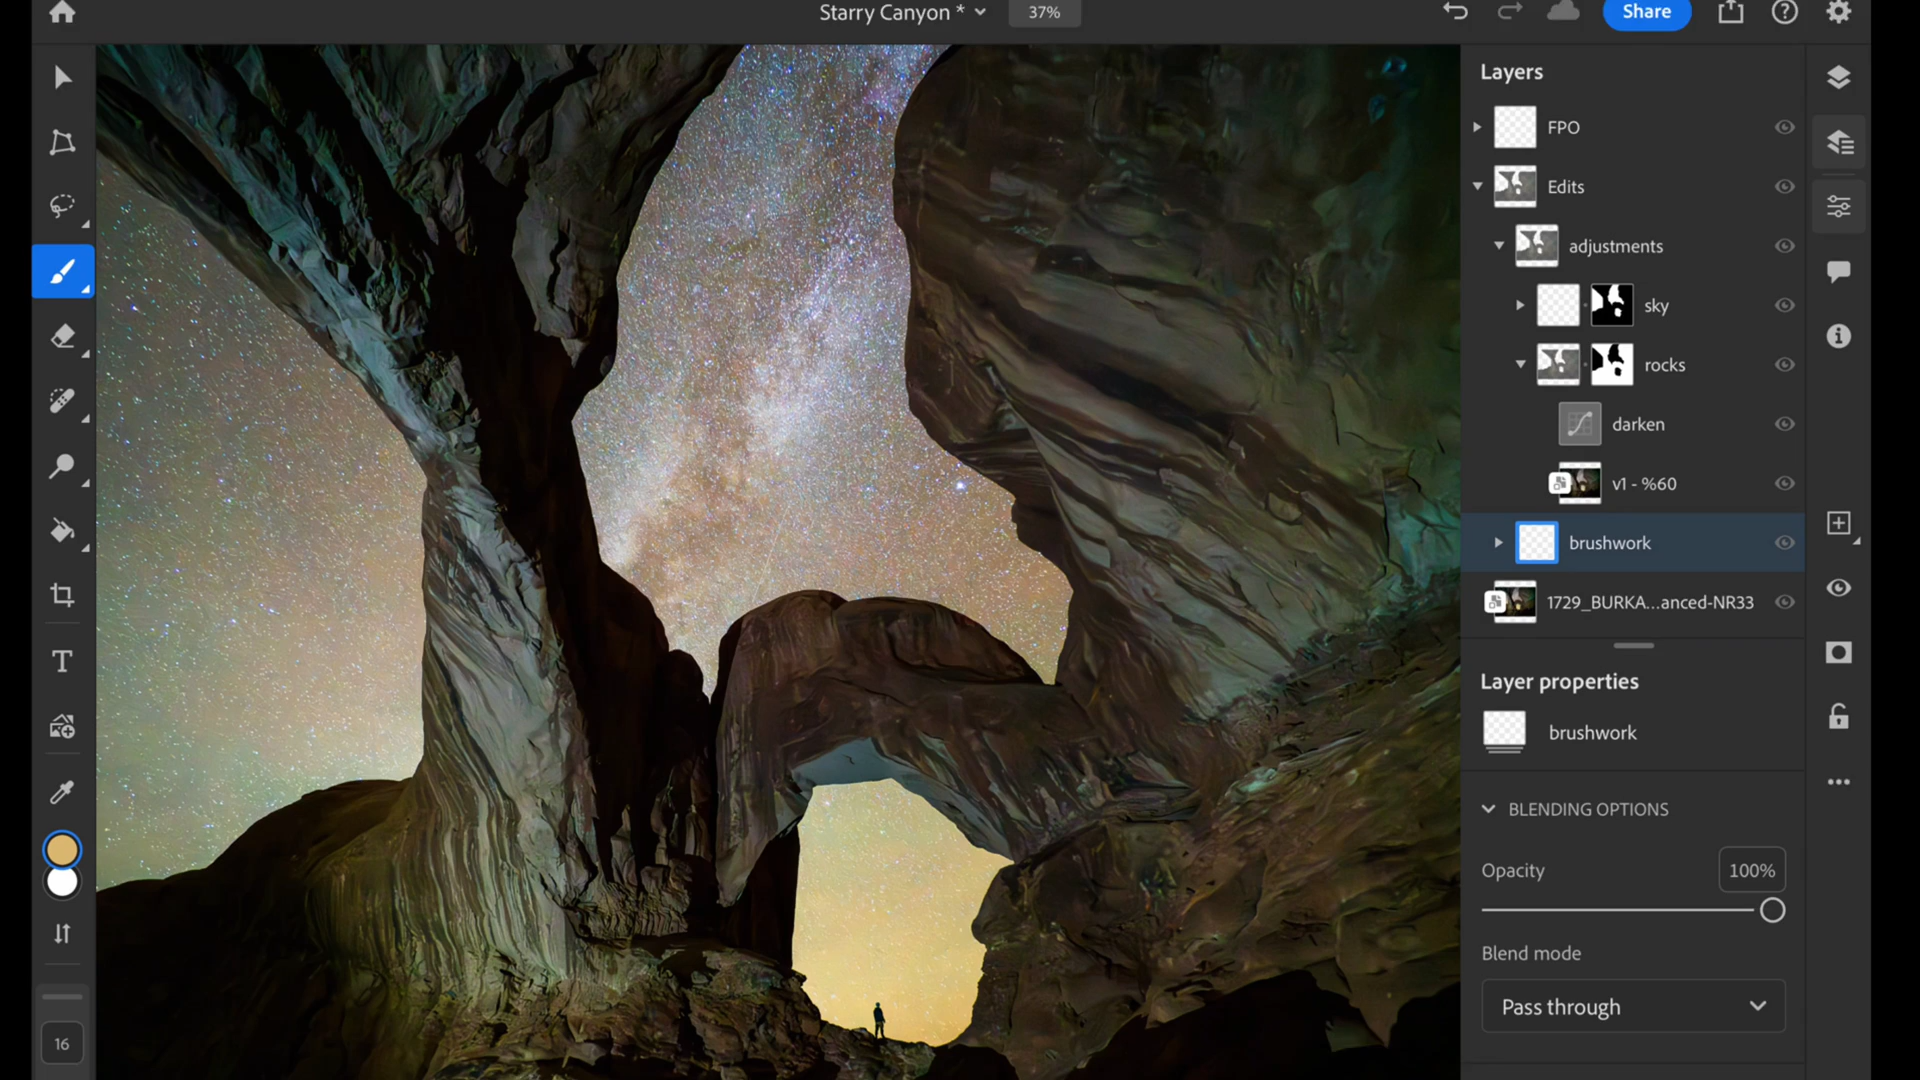 Starry Canyon *
37%
Share
Layers
FPO
Edits
adjustments
sky
rocks
darken
v1 - %60
brushwork
1729_BURKA...anced-NR33
Layer properties
brushwork
BLENDING OPTIONS
Opacity
100%
Blend mode
Pass through
16